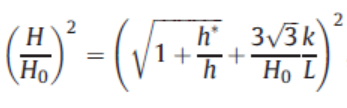 (H/H₀)² = (√(1 + h*/h) + 3√3 k/(H₀ L))²